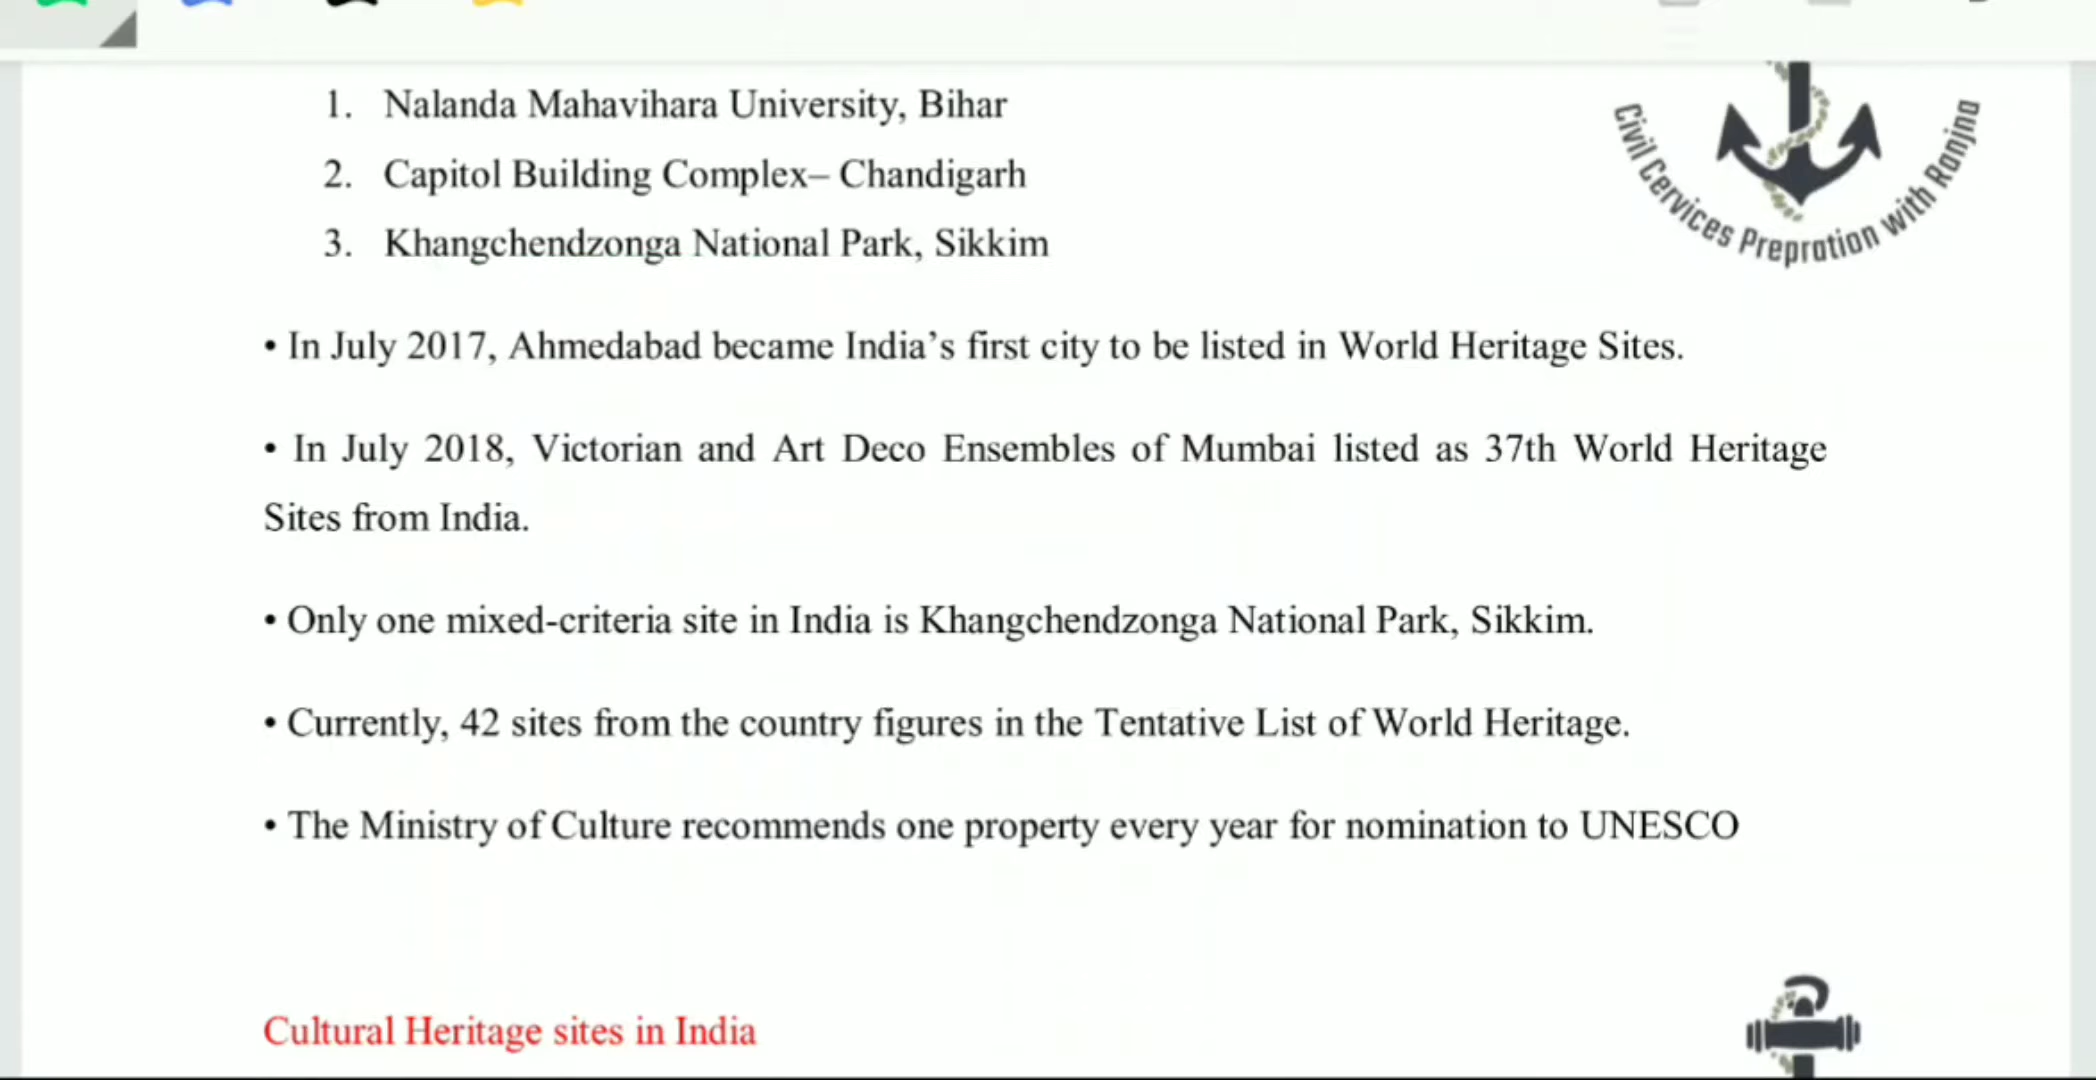 1. Nalanda Mahavihara University, Bihar
2. Capitol Building Complex– Chandigarh
3. Khangchendzonga National Park, Sikkim
Civil Cervices Prepration with Ranjna
• In July 2017, Ahmedabad became India’s first city to be listed in World Heritage Sites.
• In July 2018, Victorian and Art Deco Ensembles of Mumbai listed as 37th World Heritage
Sites from India.
• Only one mixed-criteria site in India is Khangchendzonga National Park, Sikkim.
• Currently, 42 sites from the country figures in the Tentative List of World Heritage.
• The Ministry of Culture recommends one property every year for nomination to UNESCO
Cultural Heritage sites in India